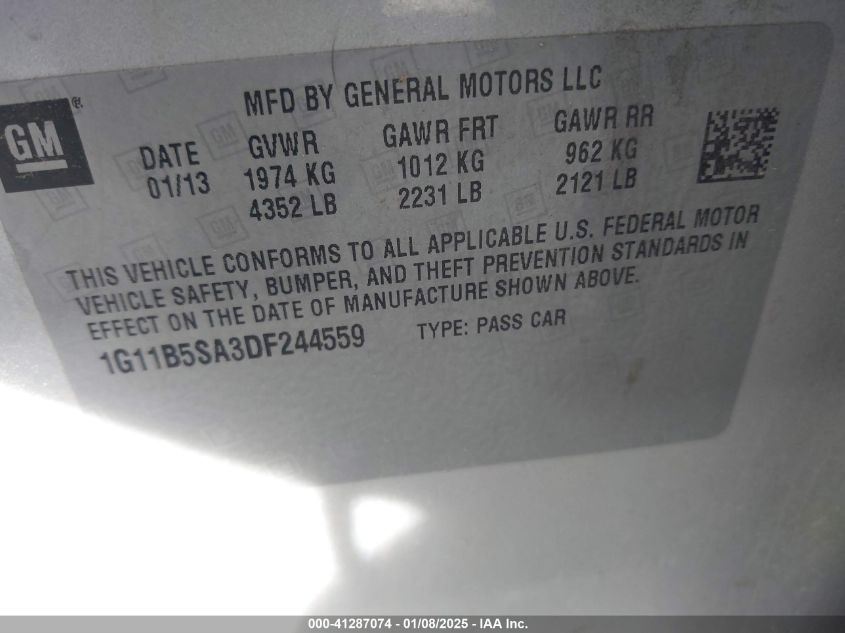 MFD BY GENERAL MOTORS LLC
GM®
DATE GVWR GAWR FRT GAWR RR
01/13 1974 KG 1012 KG 962 KG
4352 LB 2231 LB 2121 LB
THIS VEHICLE CONFORMS TO ALL APPLICABLE U.S. FEDERAL MOTOR
VEHICLE SAFETY, BUMPER, AND THEFT PREVENTION STANDARDS IN
EFFECT ON THE DATE OF MANUFACTURE SHOWN ABOVE.
1G11B5SA3DF244559 TYPE: PASS CAR
000-41287074 - 01/08/2025 - IAA Inc.